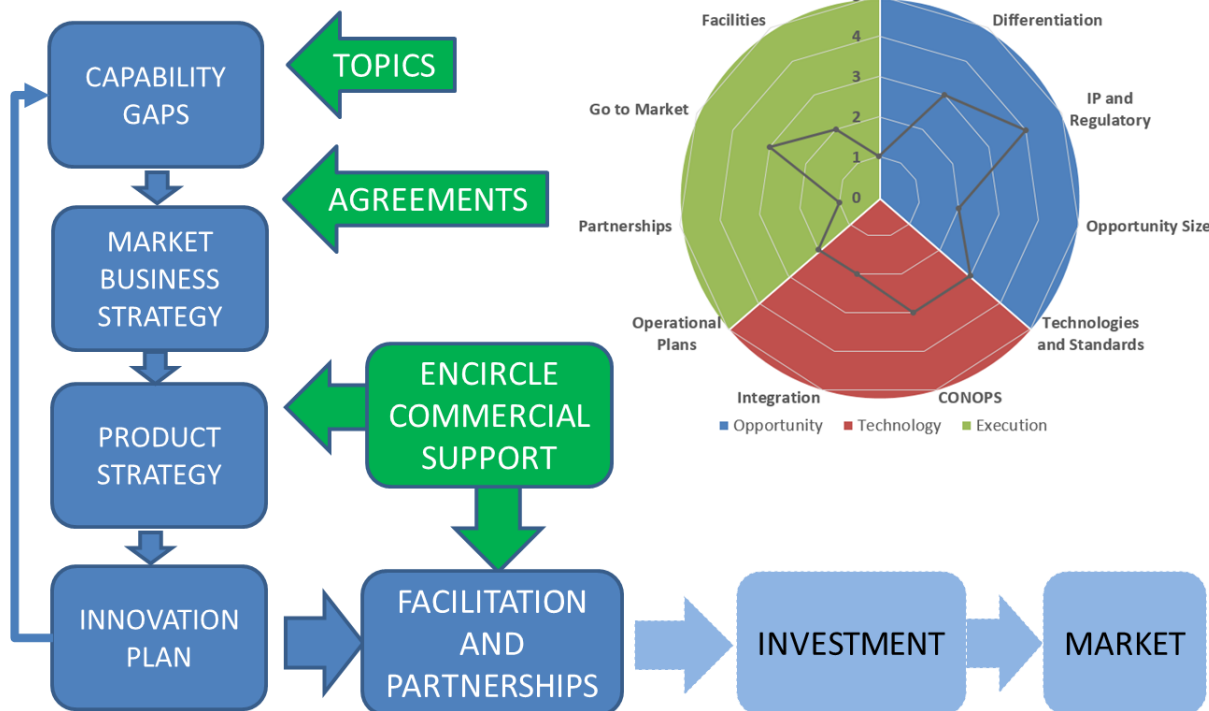 CAPABILITY
GAPS
TOPICS
AGREEMENTS
MARKET
BUSINESS
STRATEGY
PRODUCT
STRATEGY
ENCIRCLE
COMMERCIAL
SUPPORT
INNOVATION
PLAN
FACILITATION
AND
PARTNERSHIPS
INVESTMENT
MARKET
Facilities
Differentiation
4
3
2
1
0
Go to Market
IP and
Regulatory
Partnerships
Opportunity Size
Operational
Plans
Technologies
and Standards
Integration
CONOPS
Opportunity
Technology
Execution